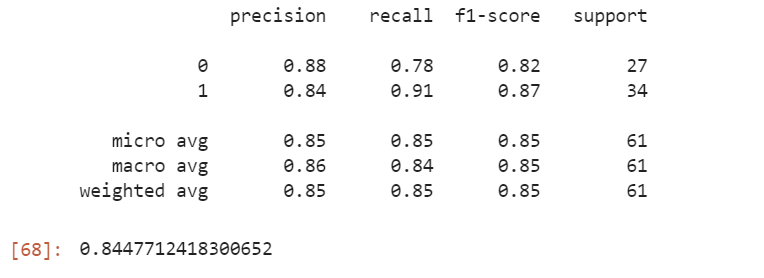 precision recall f1-score support
0 0.88 0.78 0.82 27
1 0.84 0.91 0.87 34
micro avg 0.85 0.85 0.85 61
macro avg 0.86 0.84 0.85 61
weighted avg 0.85 0.85 0.85 61
[68]: 0.8447712418300652